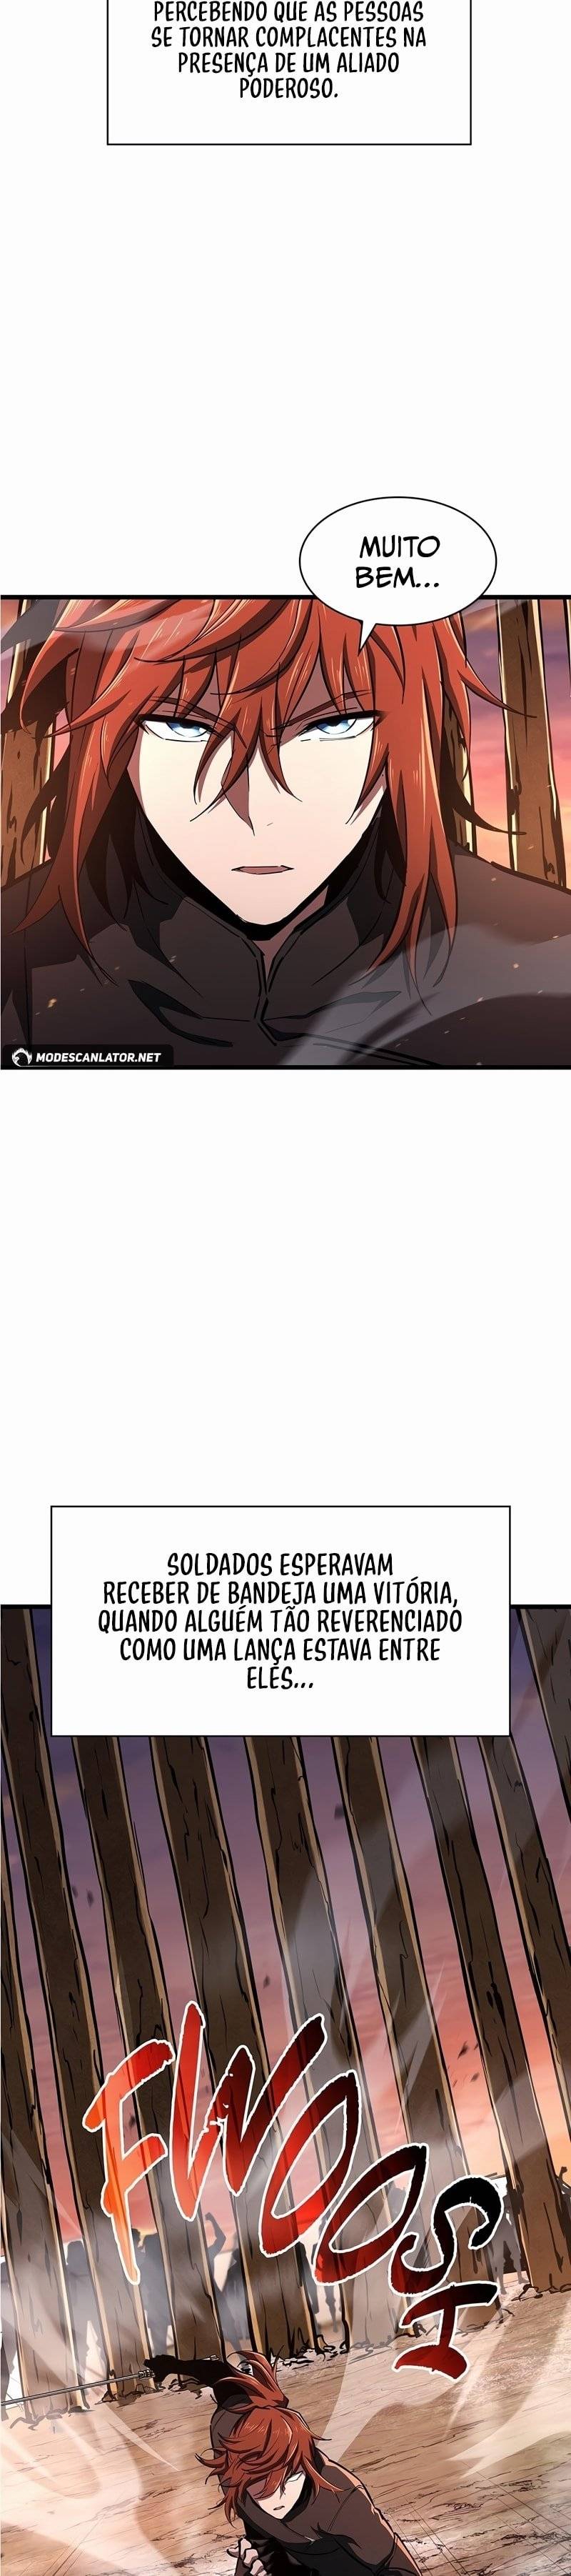 PERCEBENDO QUE AS PESSOAS
SE TORNAR COMPLACENTES NA
PRESENÇA DE UM ALIADO
PODEROSO.
MUITO
BEM...
MODESCANLATOR.NET
SOLDADOS ESPERAVAM
RECEBER DE BANDEJA UMA VITÓRIA,
QUANDO ALGUÉM TÃO REVERENCIADO
COMO UMA LANÇA ESTAVA ENTRE
ELES...
FWOOSH